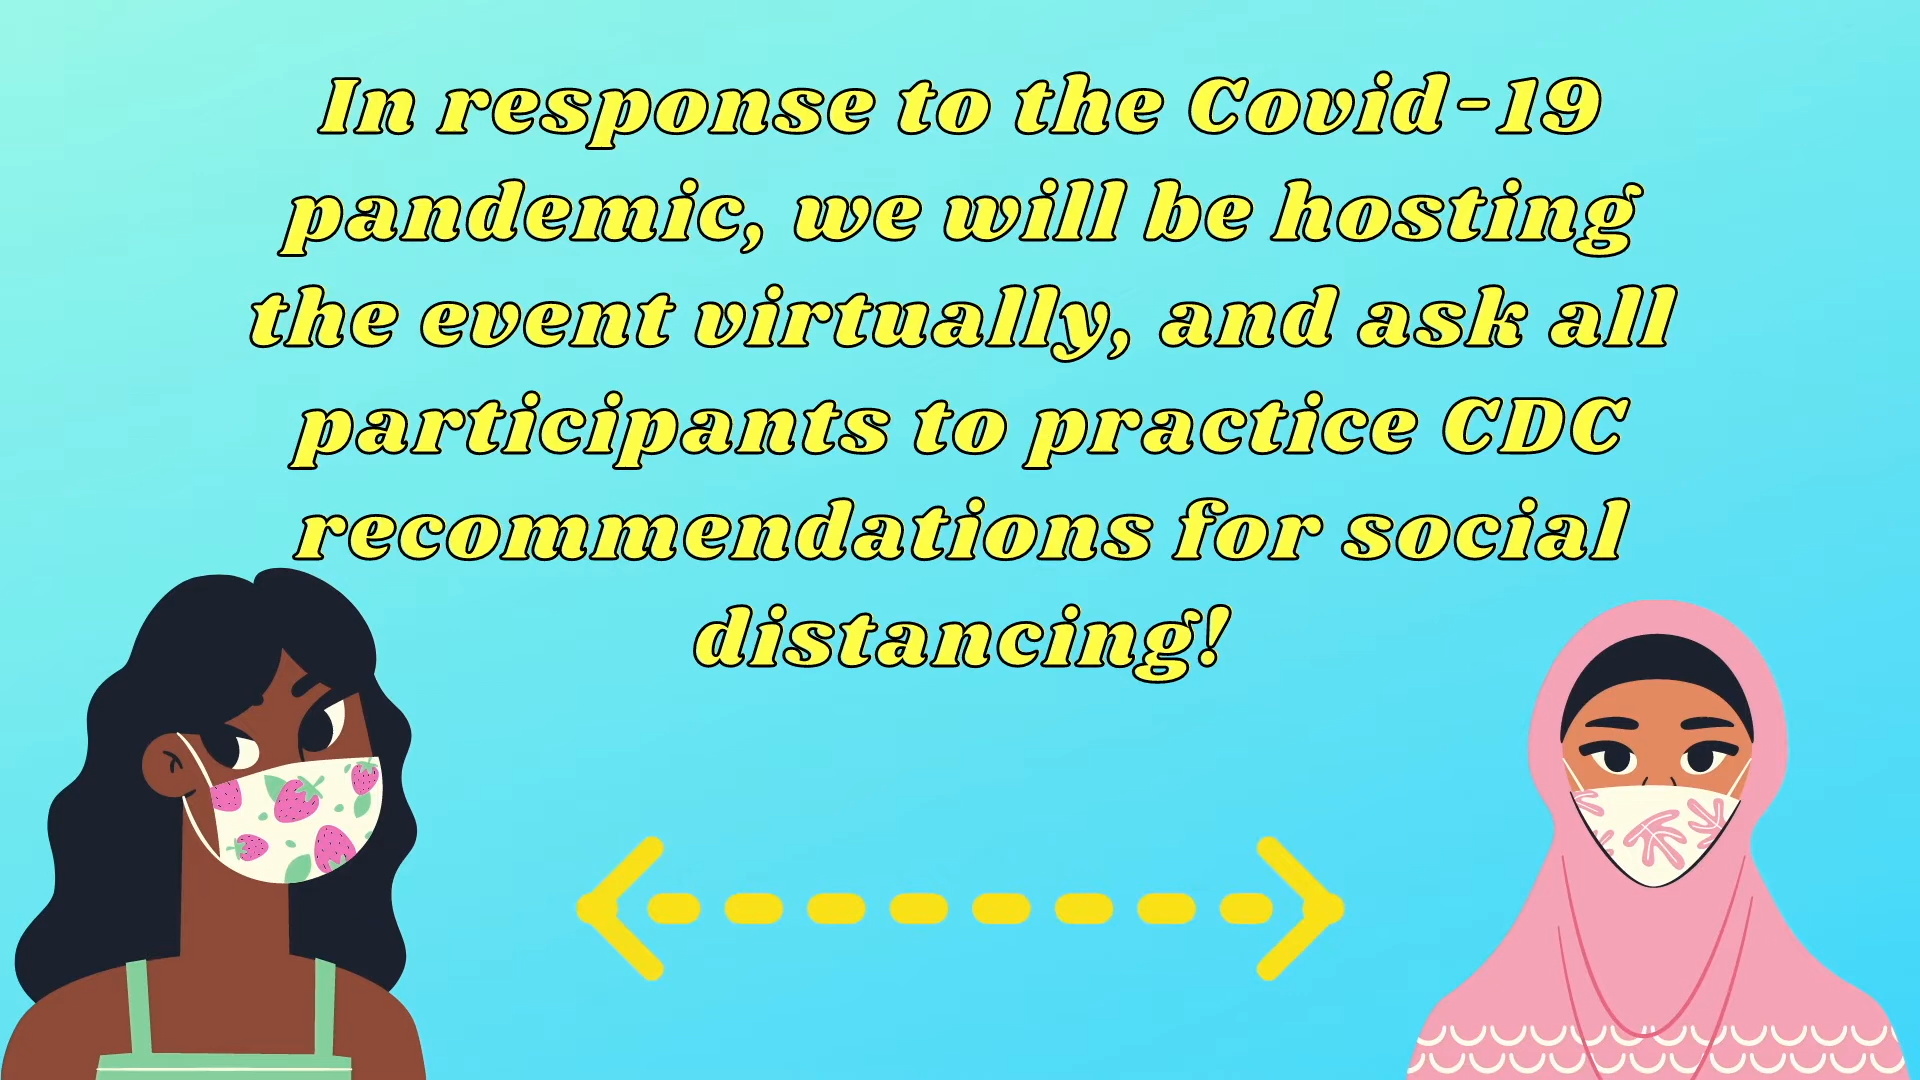 In response to the Covid-19
pandemic, we will be hosting
the event virtually, and ask all
participants to practice CDC
recommendations for social
distancing!